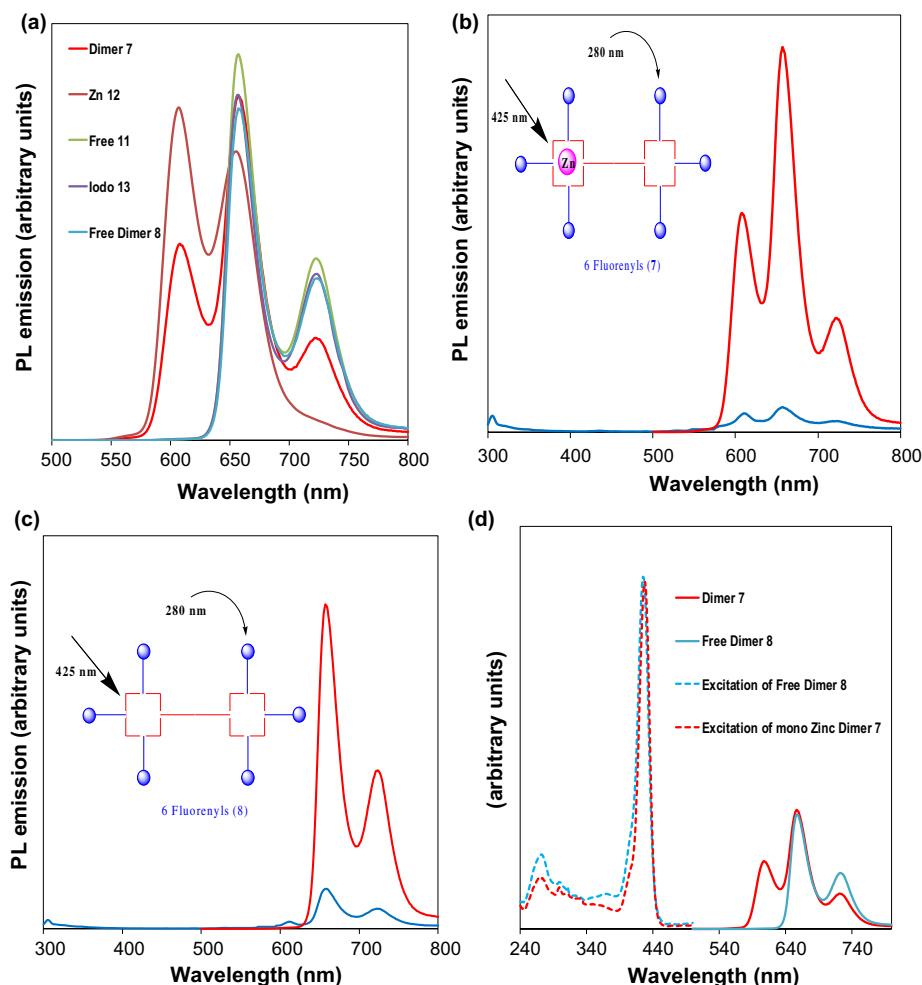 (a)
PL emission (arbitrary units)
Dimer 7
Zn 12
Free 11
Iodo 13
Free Dimer 8
500 550 600 650 700 750 800
Wavelength (nm)
(b)
PL emission (arbitrary units)
280 nm
425 nm
Zn
6 Fluorenyls (7)
300 400 500 600 700 800
Wavelength (nm)
(c)
PL emission (arbitrary units)
280 nm
425 nm
6 Fluorenyls (8)
300 400 500 600 700 800
Wavelength (nm)
(d)
(arbitrary units)
Dimer 7
Free Dimer 8
Excitation of Free Dimer 8
Excitation of mono Zinc Dimer 7
240 340 440 540 640 740
Wavelength (nm)